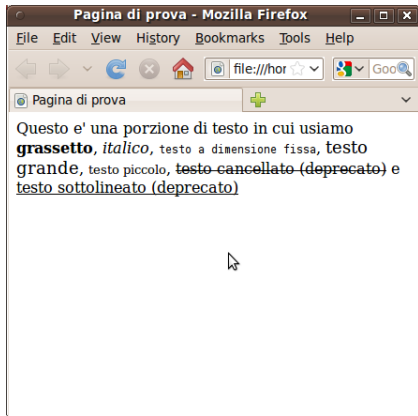 Pagina di prova - Mozilla Firefox
File Edit View History Bookmarks Tools Help
file:///hor Goo
Pagina di prova
Questo e' una porzione di testo in cui usiamo
grassetto, italico, testo a dimensione fissa, testo
grande, testo piccolo, testo cancellato (deprecato) e
testo sottolineato (deprecato)